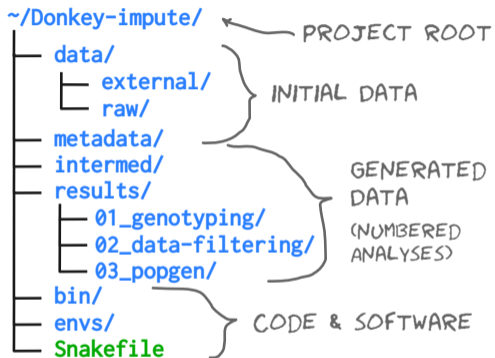 ~/Donkey-impute/
PROJECT ROOT
data/
external/
raw/
INITIAL DATA
metadata/
intermed/
results/
01_genotyping/
02_data-filtering/
03_popgen/
GENERATED
DATA
(NUMBERED
ANALYSES)
bin/
envs/
Snakefile
CODE & SOFTWARE